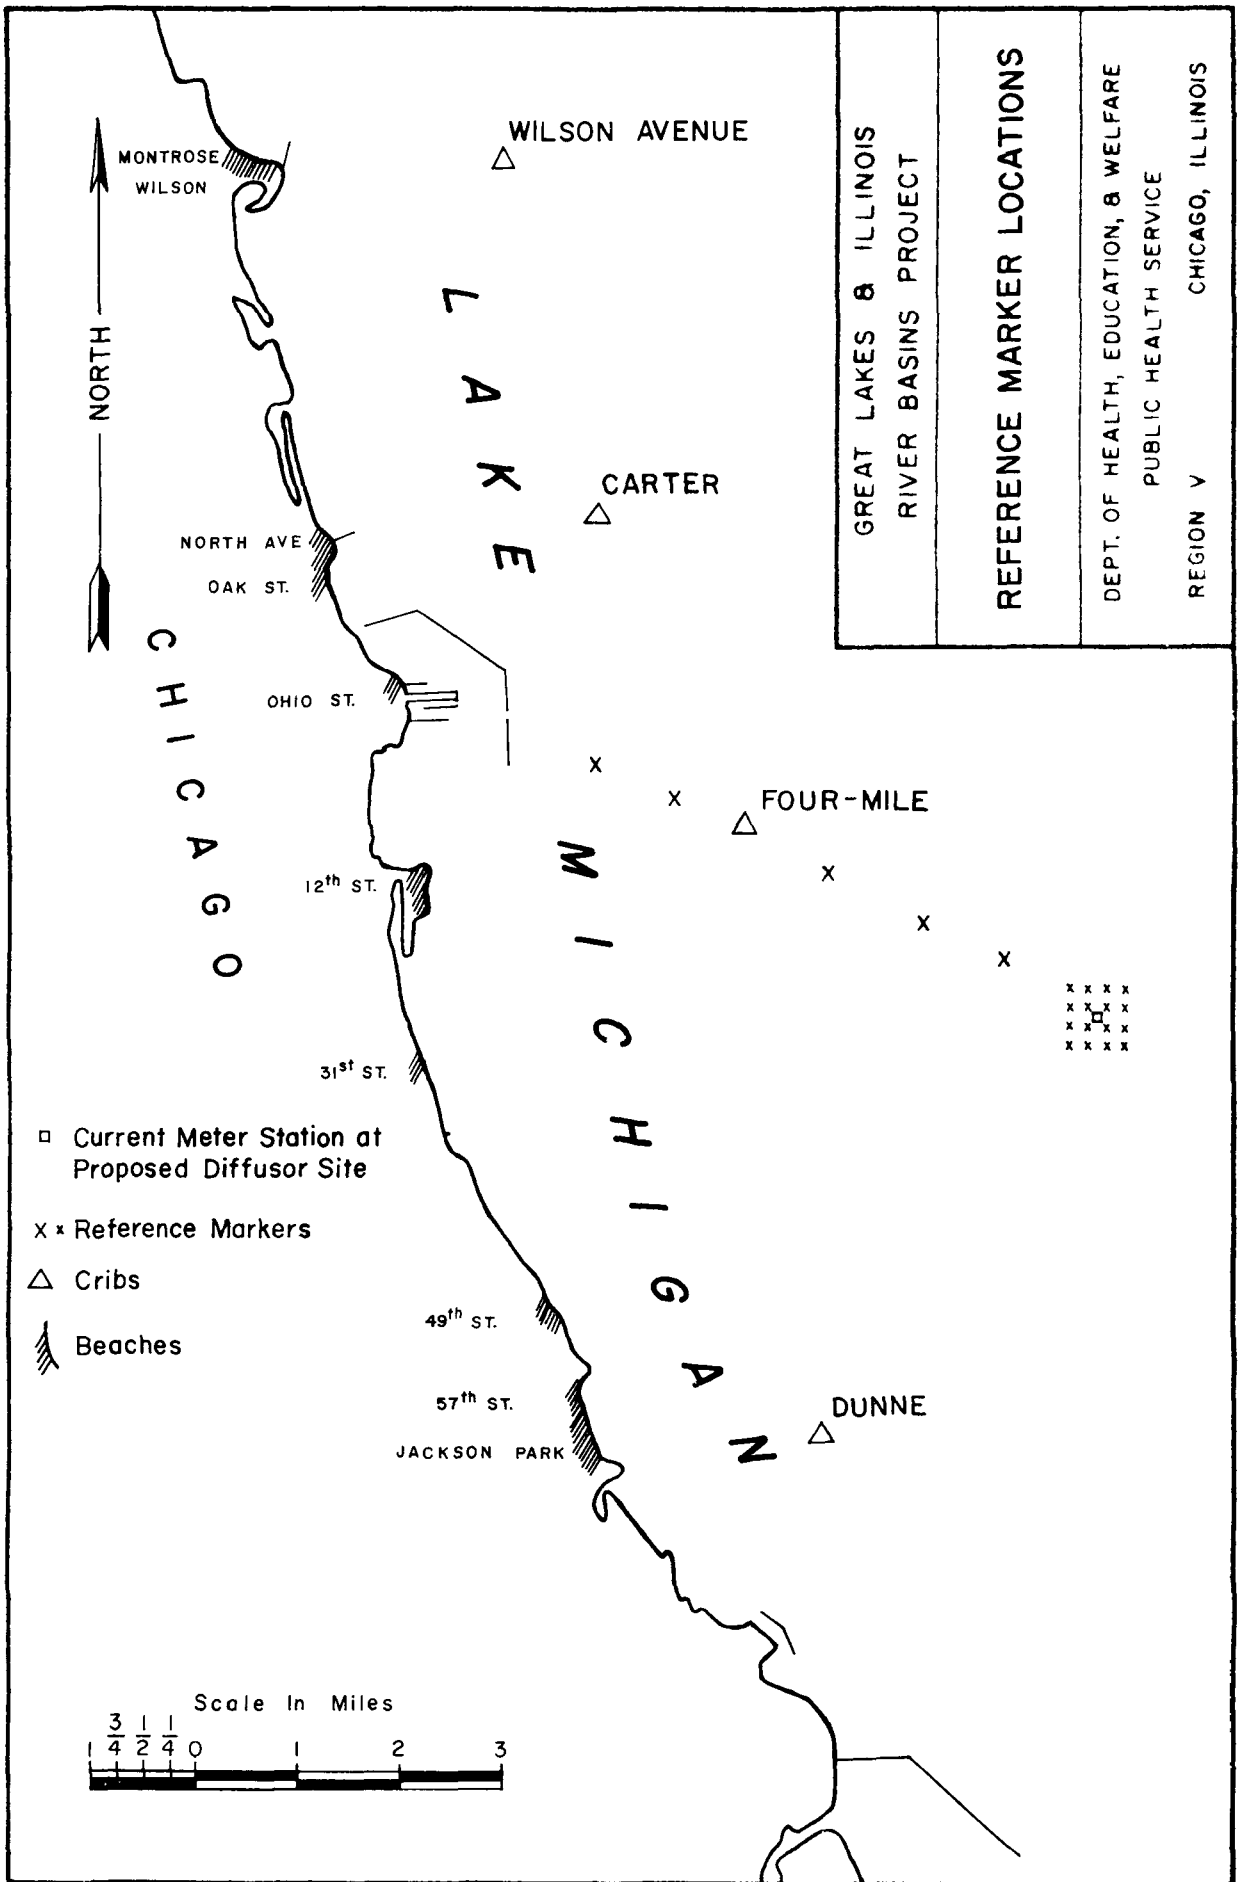 GREAT LAKES & ILLINOIS
RIVER BASINS PROJECT
REFERENCE MARKER LOCATIONS
DEPT. OF HEALTH, EDUCATION, & WELFARE
PUBLIC HEALTH SERVICE
REGION V CHICAGO, ILLINOIS
WILSON AVENUE
MONTROSE
WILSON
NORTH
LAKE MICHIGAN
CARTER
NORTH AVE
OAK ST.
CHICAGO
OHIO ST.
FOUR-MILE
12th ST.
31st ST.
Current Meter Station at
Proposed Diffusor Site
X x Reference Markers
Cribs
Beaches
49th ST.
57th ST.
JACKSON PARK
DUNNE
Scale In Miles
1 3/4 1/2 1/4 0 1 2 3